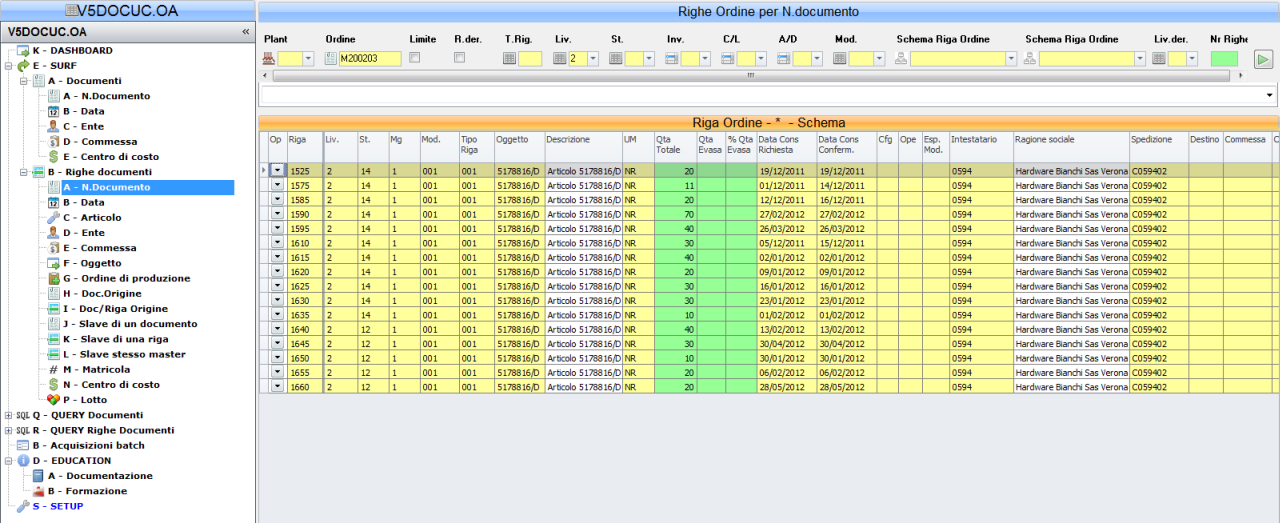 V5DOCUC.OA
V5DOCUC.OA «
K - DASHBOARD
E - SURF
A - Documenti
A - N.Documento
B - Data
C - Ente
D - Commessa
E - Centro di costo
B - Righe documenti
A - N.Documento
B - Data
C - Articolo
D - Ente
E - Commessa
F - Oggetto
G - Ordine di produzione
H - Doc.Origine
I - Doc/Riga Origine
J - Slave di un documento
K - Slave di una riga
L - Slave stesso master
# M - Matricola
N - Centro di costo
P - Lotto
SQL Q - QUERY Documenti
SQL R - QUERY Righe Documenti
B - Acquisizioni batch
D - EDUCATION
A - Documentazione
B - Formazione
S - SETUP
Righe Ordine per N.documento
Plant Ordine Limite R.der. T.Rig. Liv. St. Inv. C/L A/D Mod. Schema Riga Ordine Schema Riga Ordine Liv.der. Nr Righe
M200203 2
Riga Ordine - * - Schema
Op Riga Liv. St. Mg Mod. Tipo Riga Oggetto Descrizione UM Qta Totale Qta Evasa % Qta Evasa Data Cons Richiesta Data Cons Conferm. Cfg Ope Esp. Mod. Intestatario Ragione sociale Spedizione Destino Commessa C
1525 2 14 1 001 001 5178816/D Articolo 5178816/D NR 20 19/12/2011 19/12/2011 0594 Hardware Bianchi Sas Verona C059402
1575 2 14 1 001 001 5178816/D Articolo 5178816/D NR 11 01/12/2011 14/12/2011 0594 Hardware Bianchi Sas Verona C059402
1585 2 14 1 001 001 5178816/D Articolo 5178816/D NR 20 12/12/2011 16/12/2011 0594 Hardware Bianchi Sas Verona C059402
1590 2 14 1 001 001 5178816/D Articolo 5178816/D NR 70 27/02/2012 27/02/2012 0594 Hardware Bianchi Sas Verona C059402
1595 2 14 1 001 001 5178816/D Articolo 5178816/D NR 40 26/03/2012 26/03/2012 0594 Hardware Bianchi Sas Verona C059402
1610 2 14 1 001 001 5178816/D Articolo 5178816/D NR 30 05/12/2011 15/12/2011 0594 Hardware Bianchi Sas Verona C059402
1615 2 14 1 001 001 5178816/D Articolo 5178816/D NR 40 02/01/2012 02/01/2012 0594 Hardware Bianchi Sas Verona C059402
1620 2 14 1 001 001 5178816/D Articolo 5178816/D NR 20 09/01/2012 09/01/2012 0594 Hardware Bianchi Sas Verona C059402
1625 2 14 1 001 001 5178816/D Articolo 5178816/D NR 30 16/01/2012 16/01/2012 0594 Hardware Bianchi Sas Verona C059402
1630 2 14 1 001 001 5178816/D Articolo 5178816/D NR 30 23/01/2012 23/01/2012 0594 Hardware Bianchi Sas Verona C059402
1635 2 14 1 001 001 5178816/D Articolo 5178816/D NR 10 01/02/2012 01/02/2012 0594 Hardware Bianchi Sas Verona C059402
1640 2 12 1 001 001 5178816/D Articolo 5178816/D NR 40 13/02/2012 13/02/2012 0594 Hardware Bianchi Sas Verona C059402
1645 2 12 1 001 001 5178816/D Articolo 5178816/D NR 30 30/04/2012 30/04/2012 0594 Hardware Bianchi Sas Verona C059402
1650 2 12 1 001 001 5178816/D Articolo 5178816/D NR 10 30/01/2012 30/01/2012 0594 Hardware Bianchi Sas Verona C059402
1655 2 12 1 001 001 5178816/D Articolo 5178816/D NR 20 06/02/2012 06/02/2012 0594 Hardware Bianchi Sas Verona C059402
1660 2 12 1 001 001 5178816/D Articolo 5178816/D NR 20 28/05/2012 28/05/2012 0594 Hardware Bianchi Sas Verona C059402